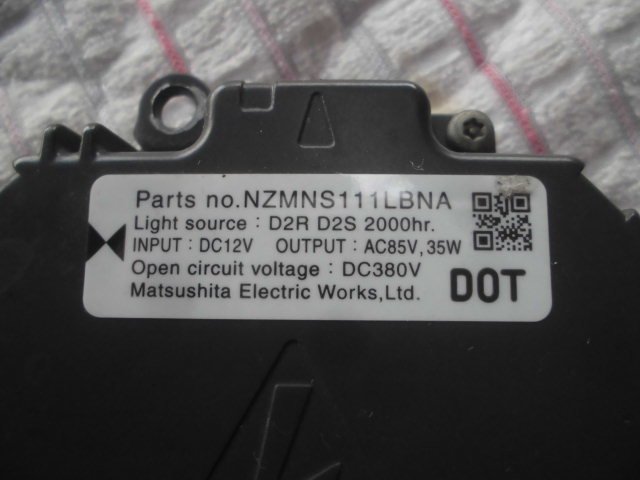 Parts no.NZMNS111LBNA
Light source : D2R D2S 2000hr.
INPUT : DC12V OUTPUT : AC85V,35W
Open circuit voltage : DC380V
Matsushita Electric Works,Ltd.
DOT